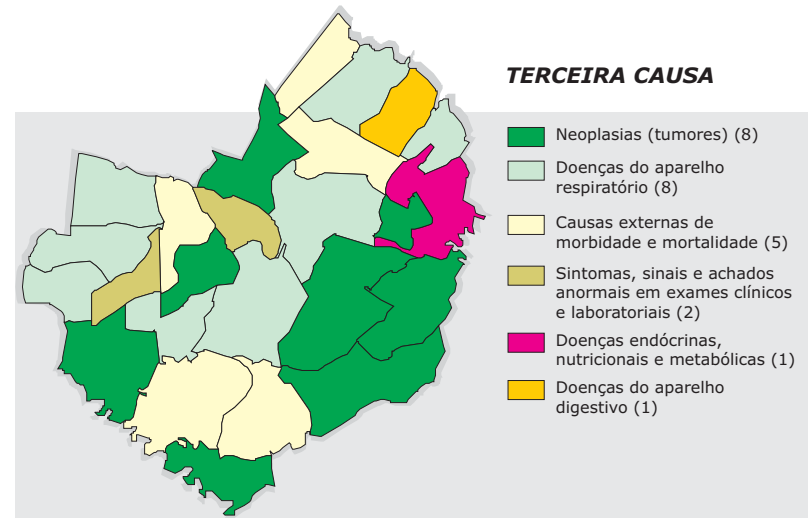 TERCEIRA CAUSA
Neoplasias (tumores) (8)
Doenças do aparelho
respiratório (8)
Causas externas de
morbidade e mortalidade (5)
Sintomas, sinais e achados
anormais em exames clínicos
e laboratoriais (2)
Doenças endócrinas,
nutricionais e metabólicas (1)
Doenças do aparelho
digestivo (1)